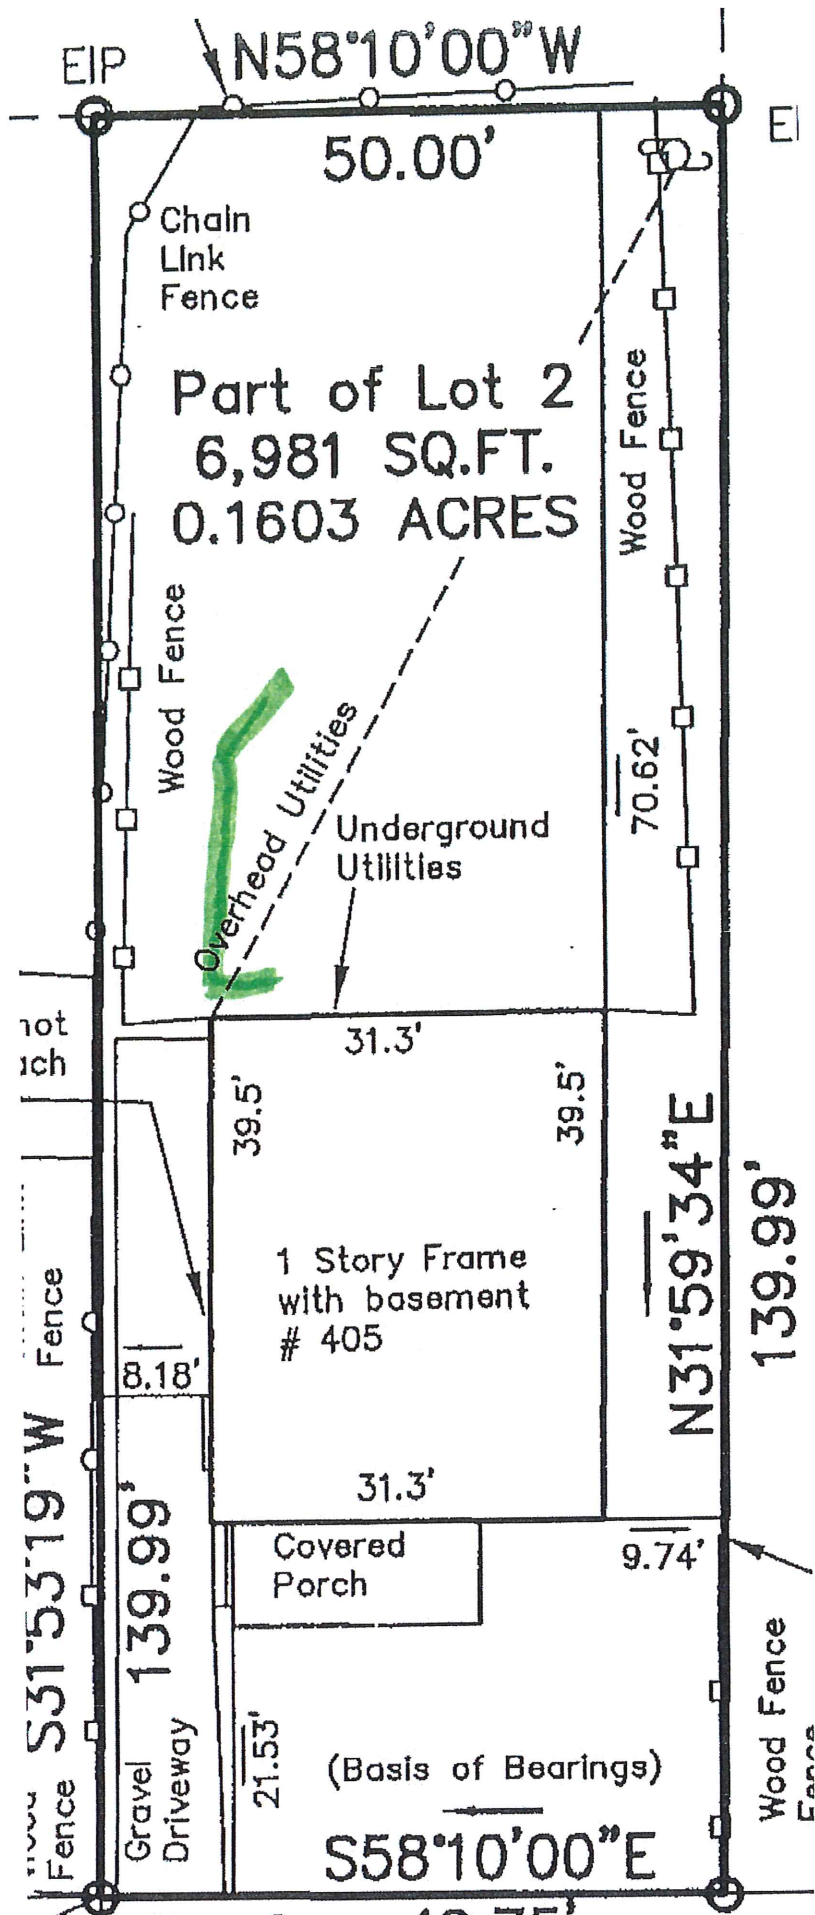 EIP
N58°10'00"W
50.00'
Chain
Link
Fence
Part of Lot 2
6,981 SQ.FT.
0.1603 ACRES
Wood Fence
Wood Fence
Overhead Utilities
Underground
Utilities
70.62'
31.3'
39.5'
39.5'
N31°59'34"E
139.99'
1 Story Frame
with basement
# 405
8.18'
Fence
S31°53'19"W
139.99'
31.3'
Covered
Porch
9.74'
Wood Fence
Gravel
Driveway
Fence
21.53'
(Basis of Bearings)
S58°10'00"E